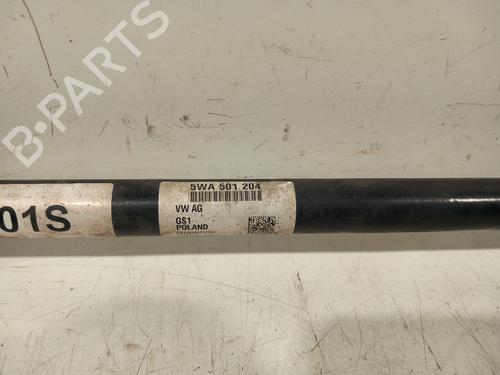 B-PARTS
01S
5WA 501 204
VW AG
GS1
POLAND